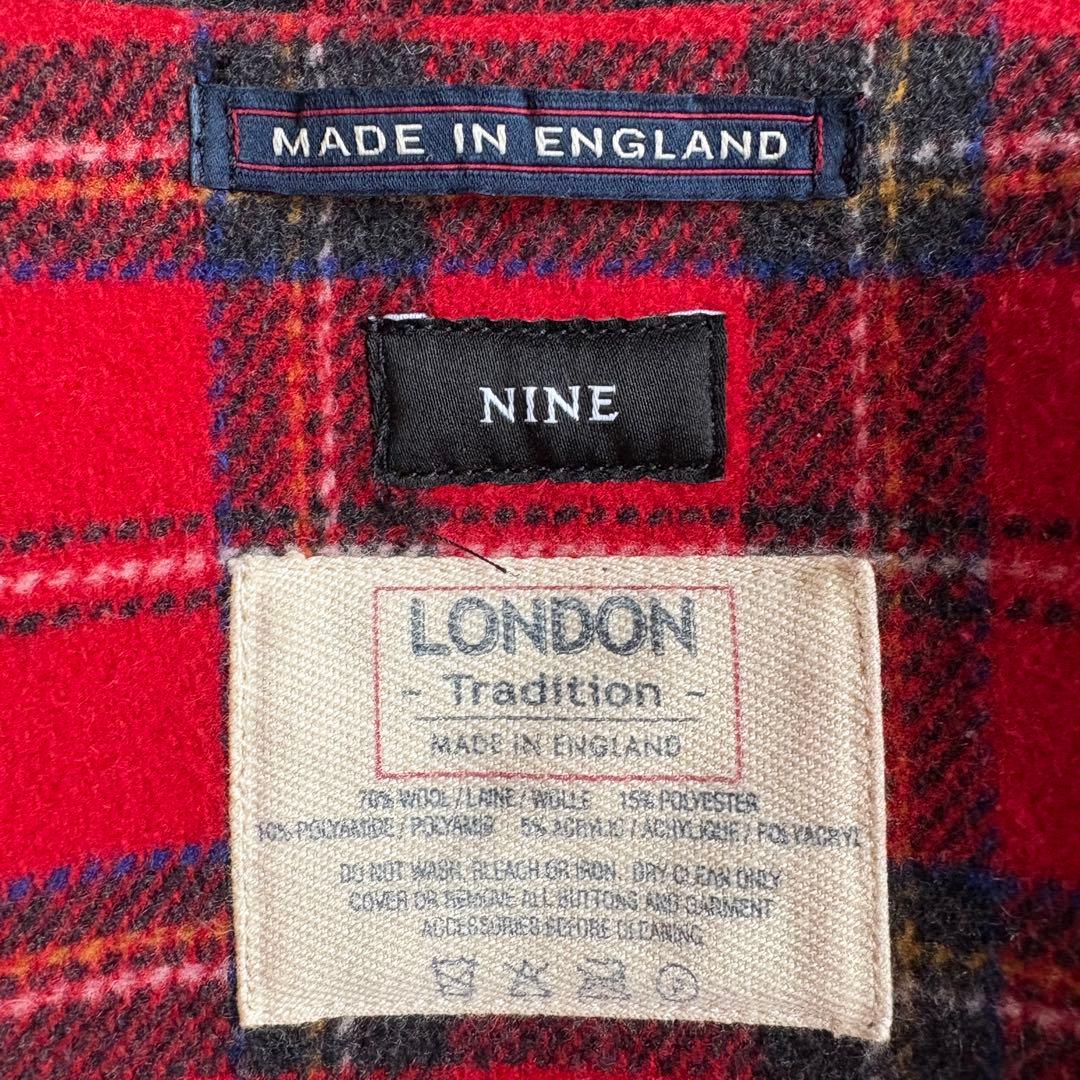 MADE IN ENGLAND
NINE
LONDON
- Tradition -
MADE IN ENGLAND
70% WOOL / LAINE / WOLLE 15% POLYESTER
10% POLYAMIDE / POLYAMID 5% ACRYLIC / ACRYLIQUE / POLYACRYL
DO NOT WASH, BLEACH OR IRON. DRY CLEAN ONLY
COVER OR REMOVE ALL BUTTONS AND GARMENT
ACCESSORIES BEFORE CLEANING
P